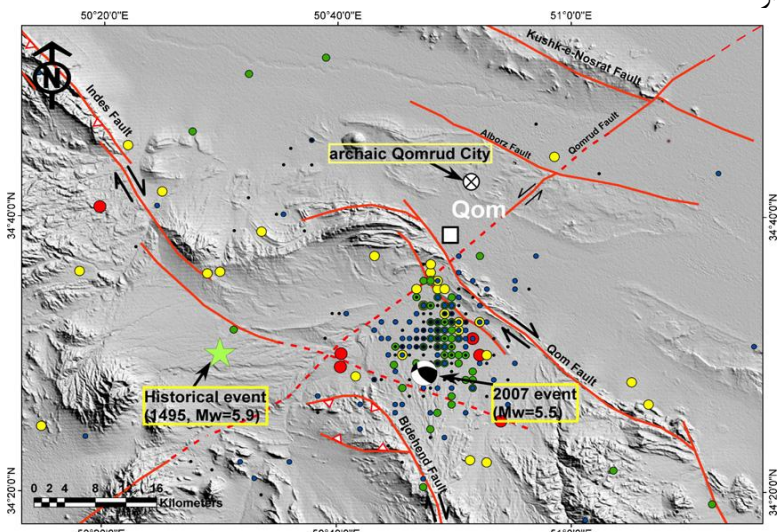 50°20'0"E
50°40'0"E
51°0'0"E
Kushk-e-Nosrat Fault
N
Indes Fault
Alborz Fault
Qomrud Fault
archaic Qomrud City
Qom
34°40'0"N
34°40'0"N
Qom Fault
Historical event
(1495, Mw=5,9)
2007 event
(Mw=5.5)
Bidehend Fault
34°20'0"N
34°20'0"N
0 2 4 8 12 16
Kilometers